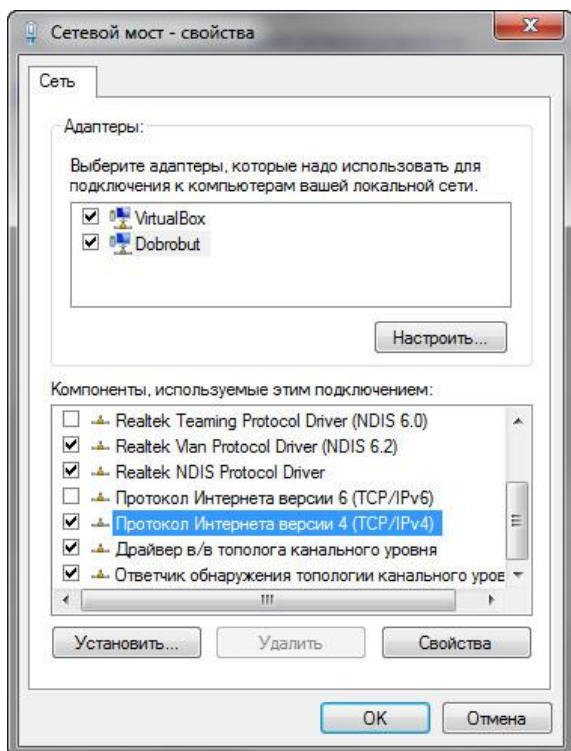 Сетевой мост - свойства
Сеть
Адаптеры:
Выберите адаптеры, которые надо использовать для
подключения к компьютерам вашей локальной сети.
VirtualBox
Dobrobut
Настроить...
Компоненты, используемые этим подключением:
Realtek Teaming Protocol Driver (NDIS 6.0)
Realtek Vlan Protocol Driver (NDIS 6.2)
Realtek NDIS Protocol Driver
Протокол Интернета версии 6 (TCP/IPv6)
Протокол Интернета версии 4 (TCP/IPv4)
Драйвер в/в тополога канального уровня
Ответчик обнаружения топологии канального уров
Установить...
Удалить
Свойства
OK
Отмена